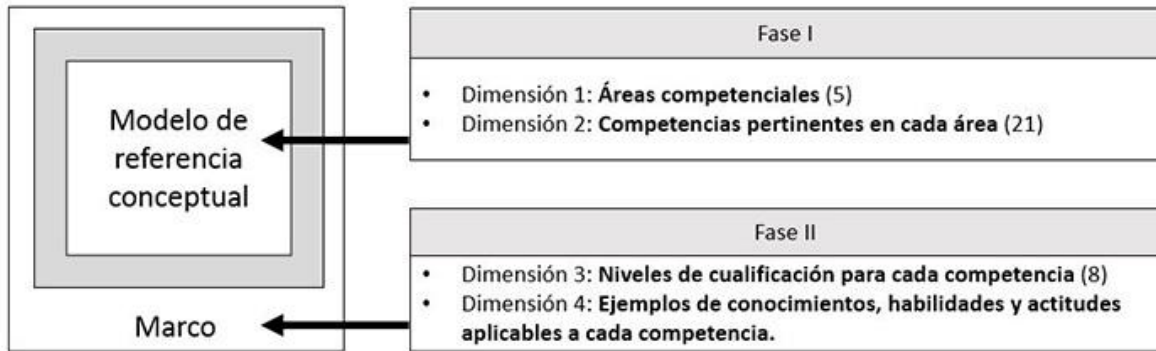 Modelo de
referencia
conceptual
Marco
Fase I
• Dimensión 1: Áreas competenciales (5)
• Dimensión 2: Competencias pertinentes en cada área (21)
Fase II
• Dimensión 3: Niveles de cualificación para cada competencia (8)
• Dimensión 4: Ejemplos de conocimientos, habilidades y actitudes
aplicables a cada competencia.